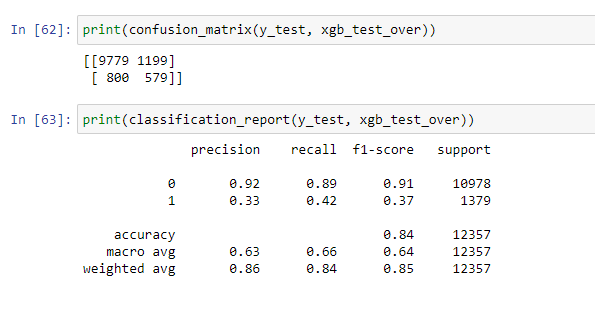 In [62]: print(confusion_matrix(y_test, xgb_test_over))
[[9779 1199]
[ 800 579]]
In [63]: print(classification_report(y_test, xgb_test_over))
precision recall f1-score support
0 0.92 0.89 0.91 10978
1 0.33 0.42 0.37 1379
accuracy 0.84 12357
macro avg 0.63 0.66 0.64 12357
weighted avg 0.86 0.84 0.85 12357